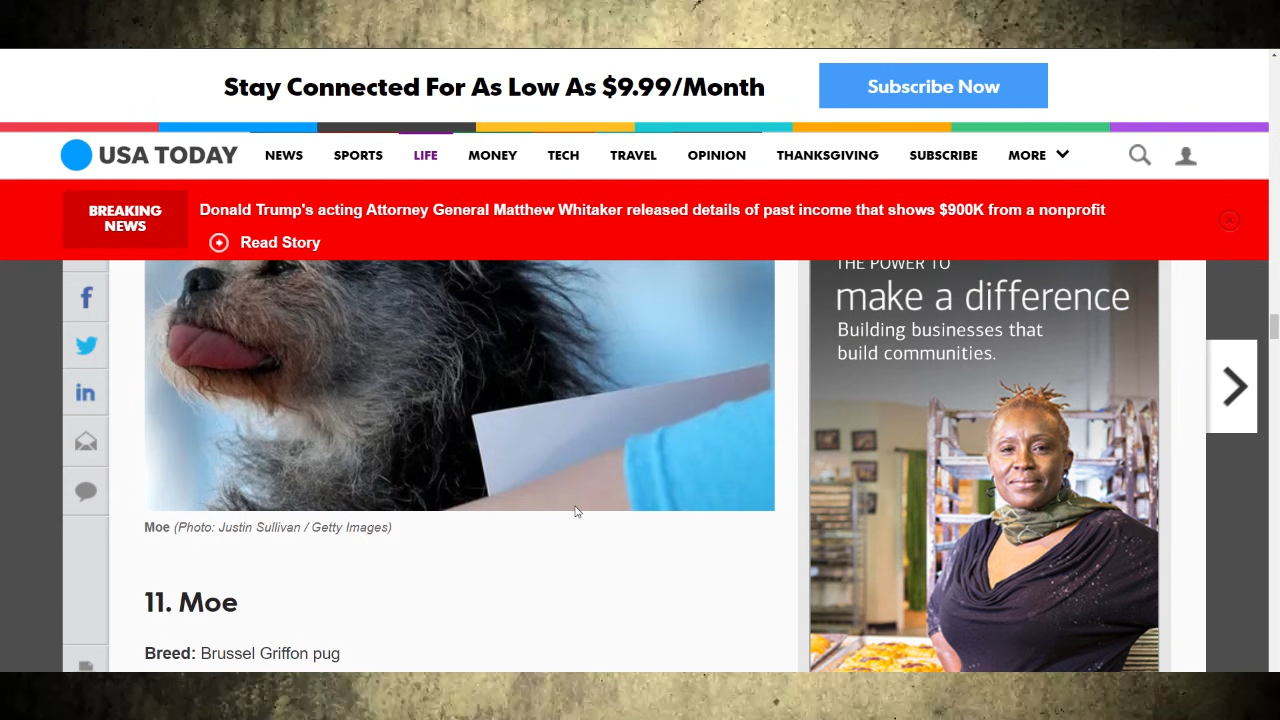 Stay Connected For As Low As $9.99/Month
Subscribe Now
USA TODAY
NEWS SPORTS LIFE MONEY TECH TRAVEL OPINION THANKSGIVING SUBSCRIBE MORE
BREAKING
NEWS
Donald Trump's acting Attorney General Matthew Whitaker released details of past income that shows $900K from a nonprofit
Read Story
THE POWER TO
make a difference
Building businesses that
build communities.
f
in
Moe (Photo: Justin Sullivan / Getty Images)
11. Moe
Breed: Brussel Griffon pug